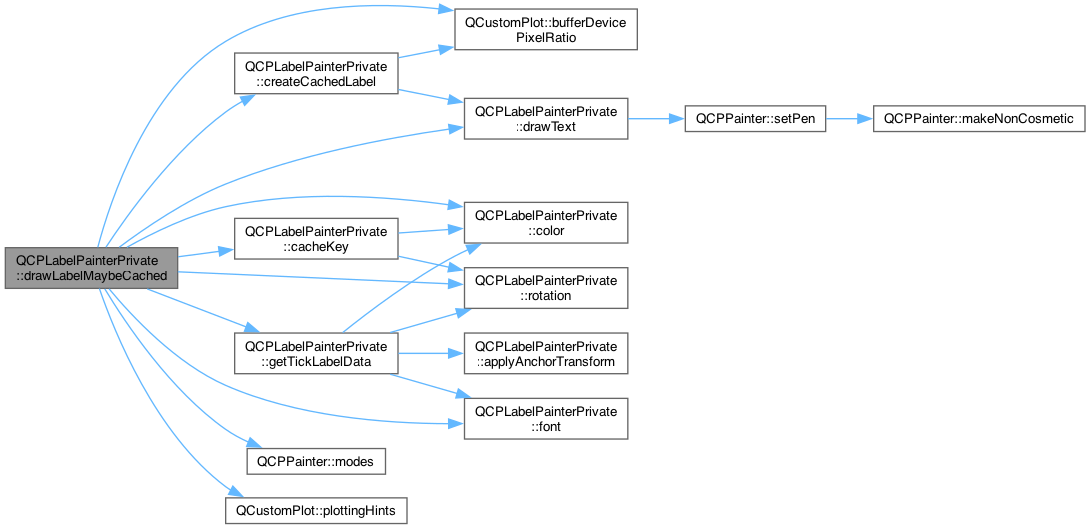 QCPLabelPainterPrivate
::drawLabelMaybeCached
QCustomPlot::bufferDevice
PixelRatio
QCPLabelPainterPrivate
::createCachedLabel
QCPLabelPainterPrivate
::drawText
QCPPainter::setPen
QCPPainter::makeNonCosmetic
QCPLabelPainterPrivate
::color
QCPLabelPainterPrivate
::cacheKey
QCPLabelPainterPrivate
::rotation
QCPLabelPainterPrivate
::getTickLabelData
QCPLabelPainterPrivate
::applyAnchorTransform
QCPLabelPainterPrivate
::font
QCPPainter::modes
QCustomPlot::plottingHints